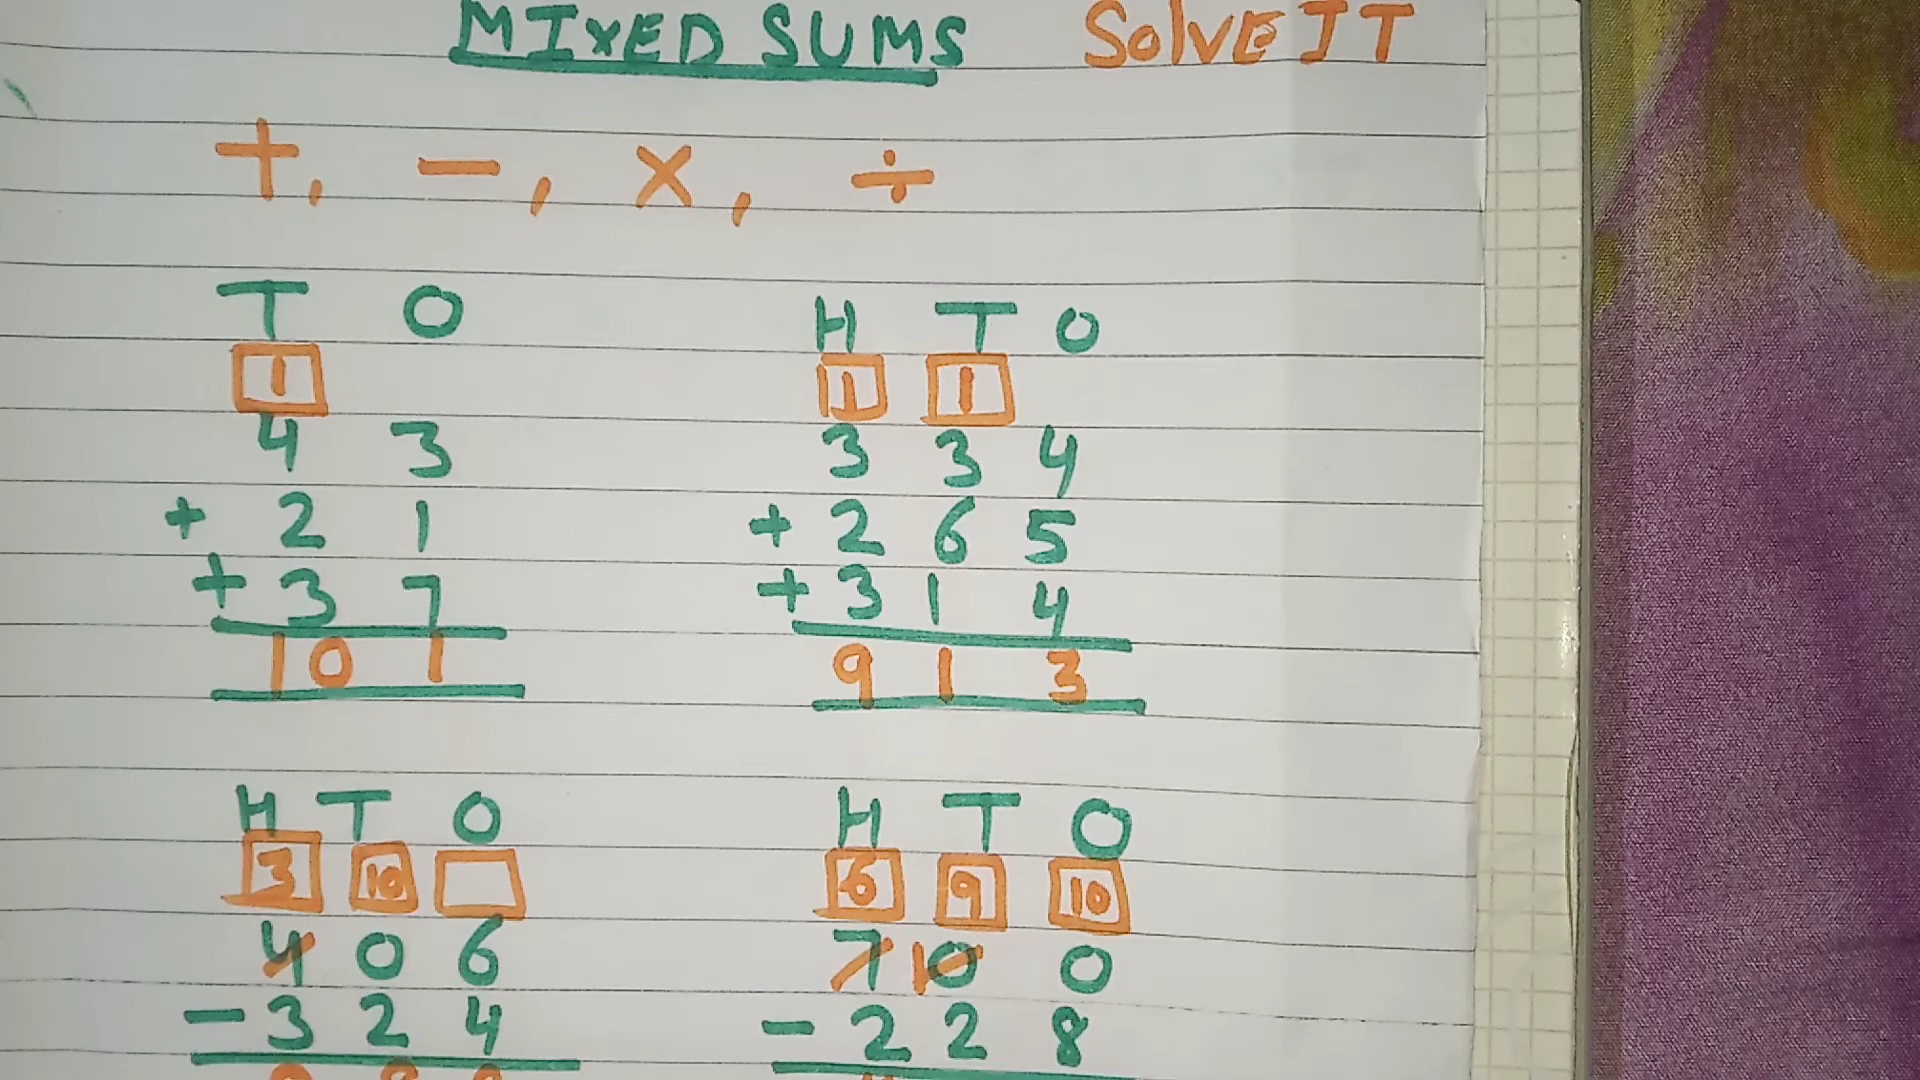 MIXED SUMS SolvE IT
+, −, ×, ÷
T O H T O
1 1 1
4 3 3 3 4
+ 2 1 + 2 6 5
+ 3 7 + 3 1 4
1 0 1 9 1 3
H T O H T O
3 10 6 9 10
4 0 6 7 10 0
− 3 2 4 − 2 2 8